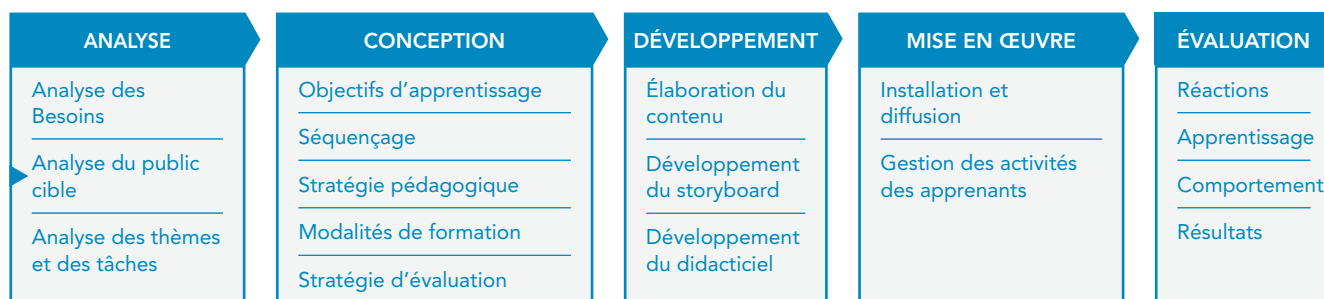 ANALYSE
Analyse des
Besoins
Analyse du public
cible
Analyse des thèmes
et des tâches
CONCEPTION
Objectifs d’apprentissage
Séquençage
Stratégie pédagogique
Modalités de formation
Stratégie d’évaluation
DÉVELOPPEMENT
Élaboration du
contenu
Développement
du storyboard
Développement
du didacticiel
MISE EN ŒUVRE
Installation et
diffusion
Gestion des activités
des apprenants
ÉVALUATION
Réactions
Apprentissage
Comportement
Résultats